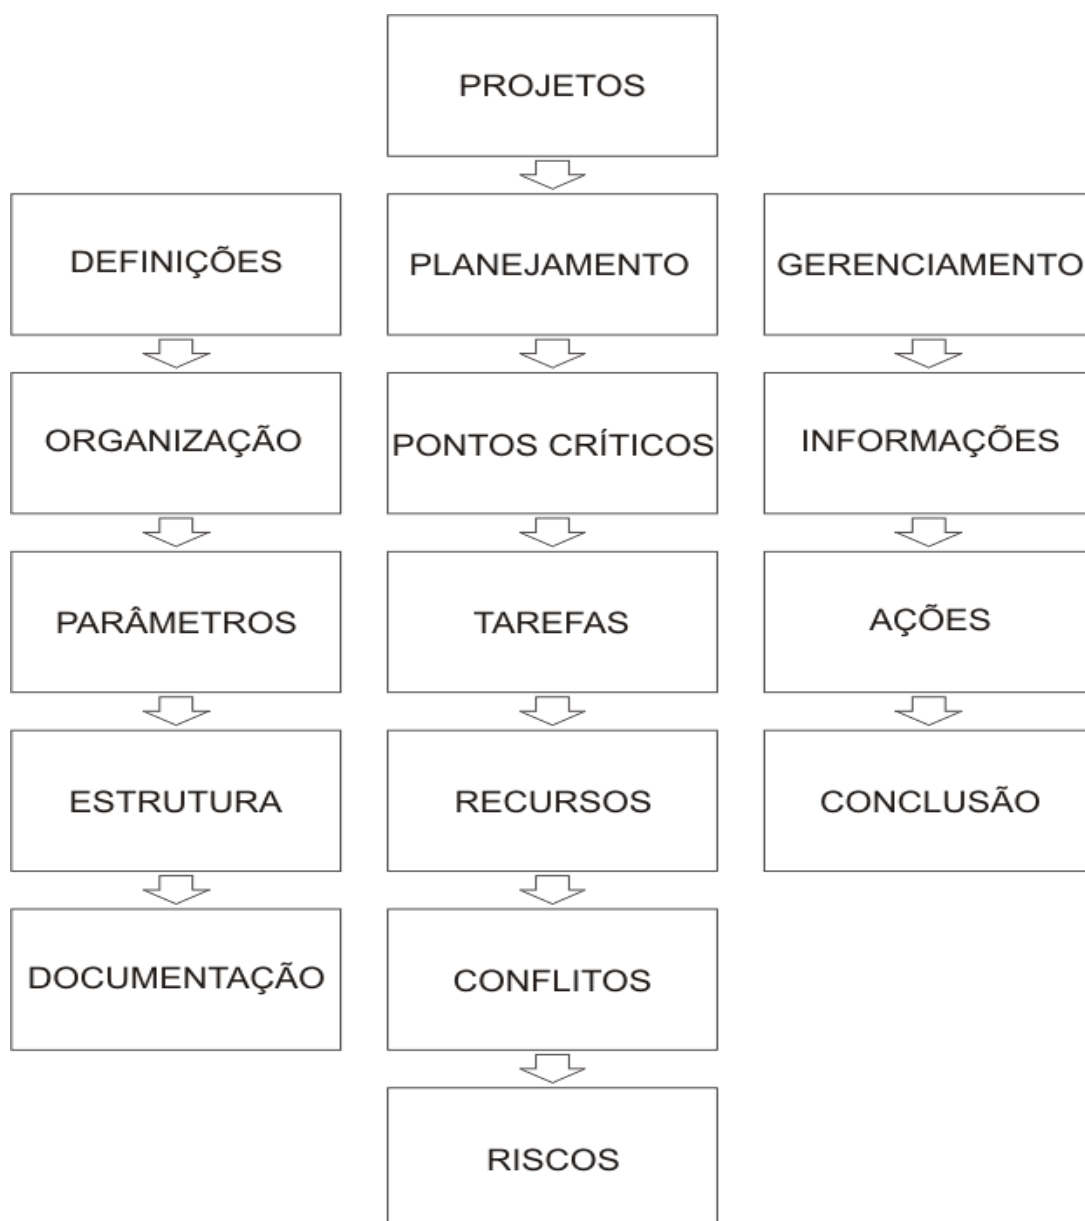 PROJETOS
DEFINIÇÕES
PLANEJAMENTO
GERENCIAMENTO
ORGANIZAÇÃO
PONTOS CRÍTICOS
INFORMAÇÕES
PARÂMETROS
TAREFAS
AÇÕES
ESTRUTURA
RECURSOS
CONCLUSÃO
DOCUMENTAÇÃO
CONFLITOS
RISCOS